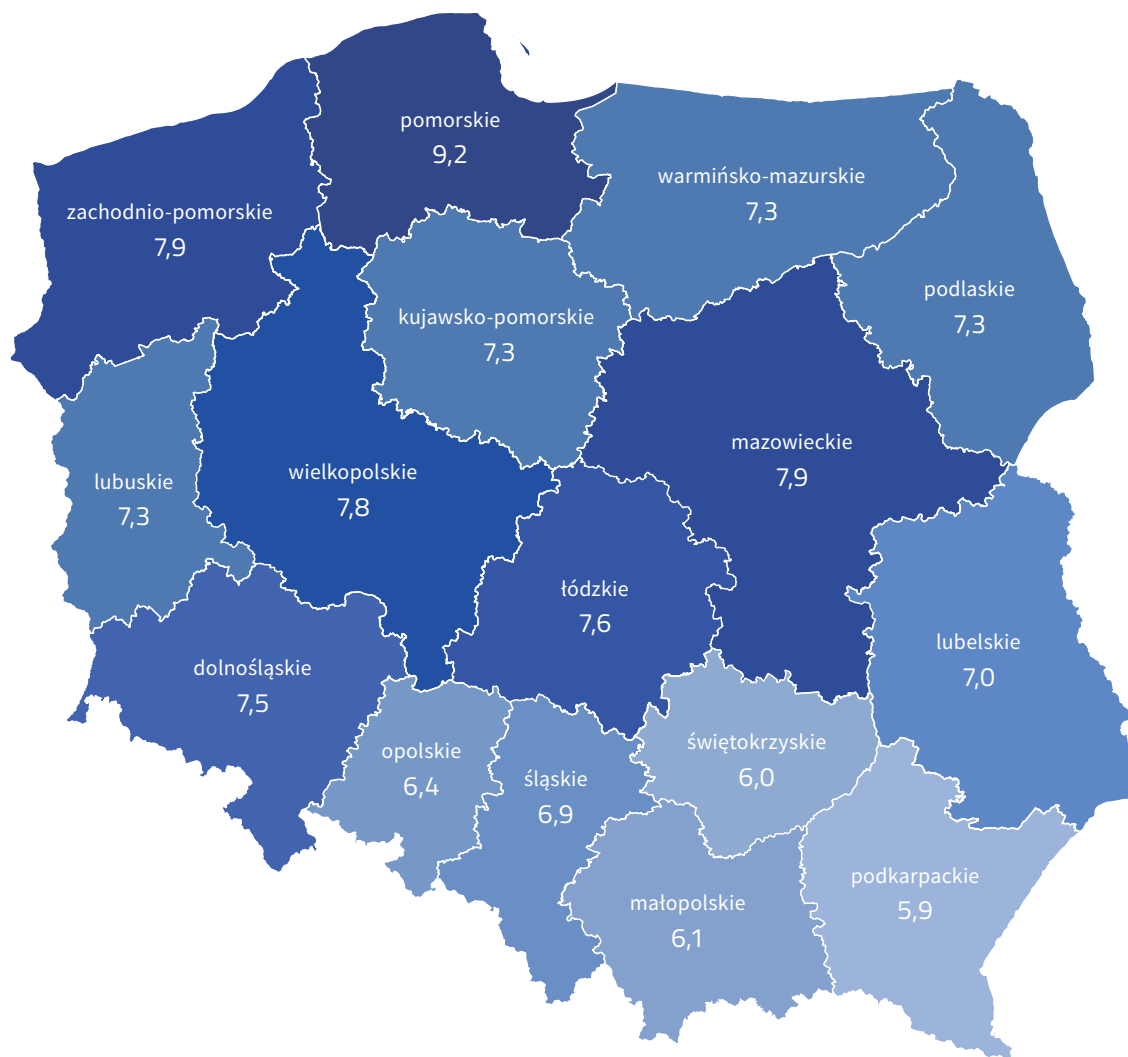 pomorskie
9,2
warmińsko-mazurskie
7,3
zachodnio-pomorskie
7,9
podlaskie
7,3
kujawsko-pomorskie
7,3
mazowieckie
7,9
lubuskie
7,3
wielkopolskie
7,8
łódzkie
7,6
lubelskie
7,0
dolnośląskie
7,5
opolskie
6,4
śląskie
6,9
świętokrzyskie
6,0
małopolskie
6,1
podkarpackie
5,9